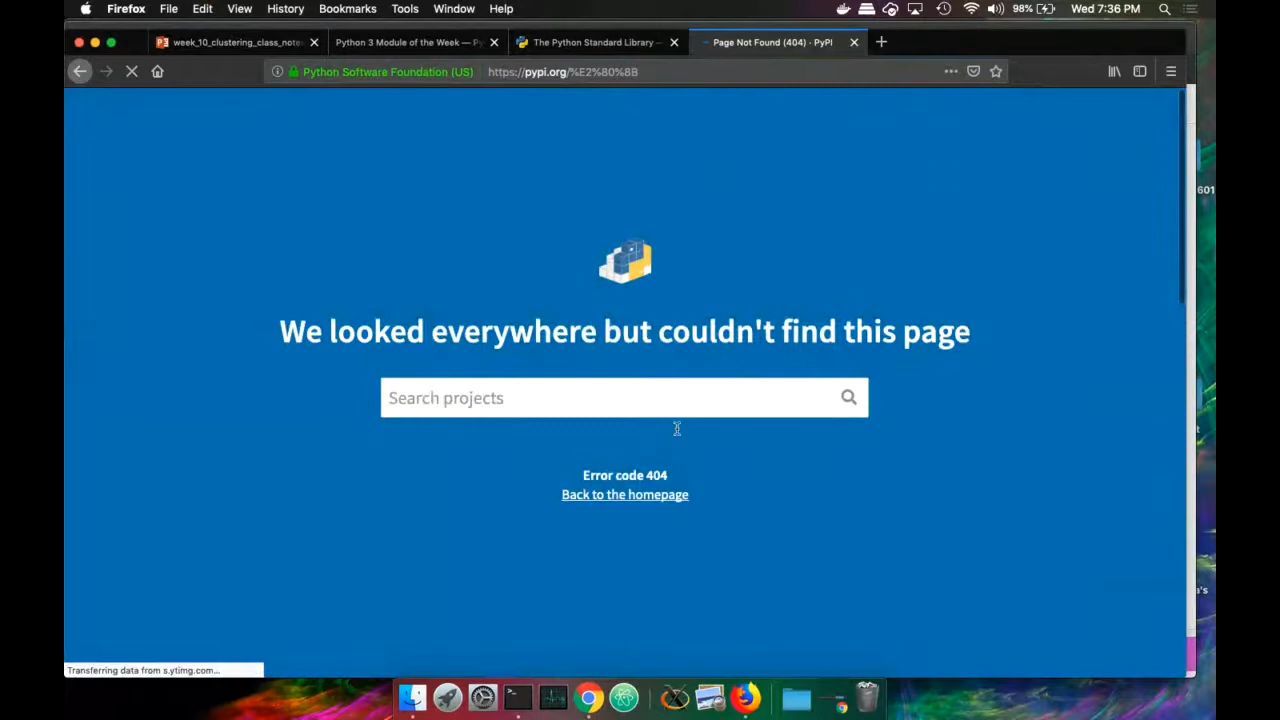 Firefox File Edit View History Bookmarks Tools Window Help 98% Wed 7:36 PM
week_10_clustering_class_note Python 3 Module of the Week — Py The Python Standard Library — Page Not Found (404) · PyPI
Python Software Foundation (US) https://pypi.org/%E2%80%8B
601
We looked everywhere but couldn't find this page
Search projects
t
Error code 404
Back to the homepage
's
Transferring data from s.ytimg.com...